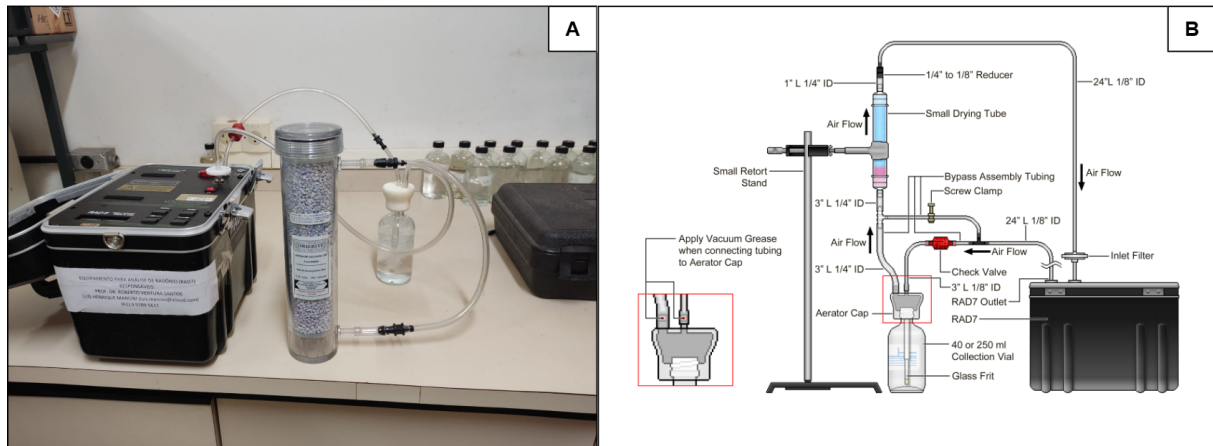 A
RAD7
EQUIPAMENTO PARA ANÁLISE DE RADÔNIO (RAD7)
RESPONSÁVEIS:
PROF. DR. ROBERTO VENTURA SANTOS
B
1/4" to 1/8" Reducer
1" L 1/4" ID
24"L 1/8" ID
Small Drying Tube
Air Flow
Small Retort
Stand
Bypass Assembly Tubing
Screw Clamp
Air Flow
3" L 1/4" ID
24" L 1/8" ID
Air Flow
Air Flow
Inlet Filter
Apply Vacuum Grease
when connecting tubing
to Aerator Cap
3" L 1/4" ID
Check Valve
3" L 1/8" ID
RAD7 Outlet
Aerator Cap
RAD7
40 or 250 ml
Collection Vial
Glass Frit